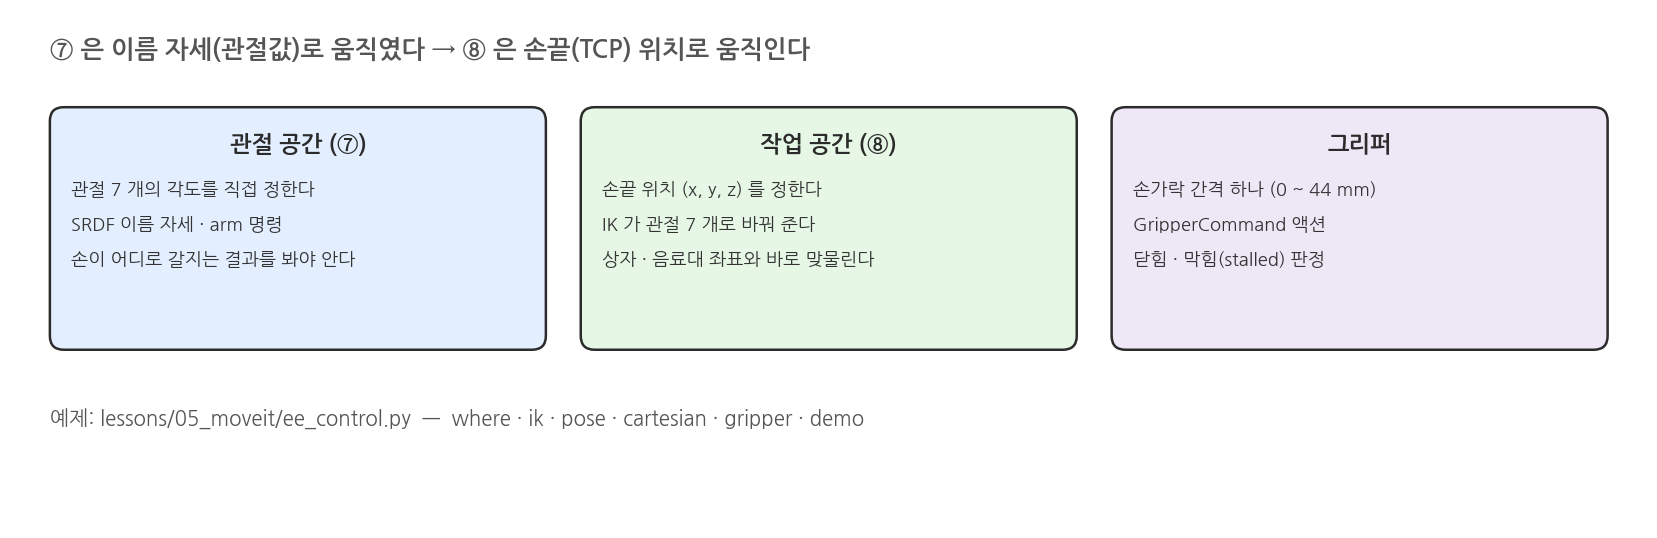 ⑦ 은 이름 자세(관절값)로 움직였다 → ⑧ 은 손끝(TCP) 위치로 움직인다
관절 공간 (⑦)
관절 7 개의 각도를 직접 정한다
SRDF 이름 자세 · arm 명령
손이 어디로 갈지는 결과를 봐야 안다
작업 공간 (⑧)
손끝 위치 (x, y, z) 를 정한다
IK 가 관절 7 개로 바꿔 준다
상자 · 음료대 좌표와 바로 맞물린다
그리퍼
손가락 간격 하나 (0 ~ 44 mm)
GripperCommand 액션
닫힘 · 막힘(stalled) 판정
예제: lessons/05_moveit/ee_control.py — where · ik · pose · cartesian · gripper · demo